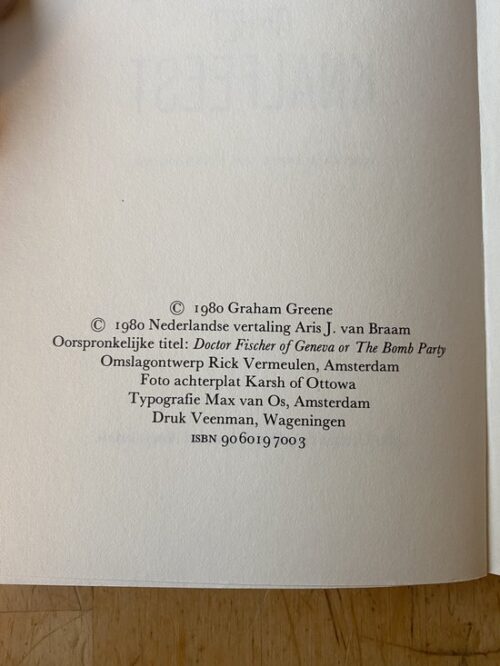 KNALFEEST
© 1980 Graham Greene
© 1980 Nederlandse vertaling Aris J. van Braam
Oorspronkelijke titel: Doctor Fischer of Geneva or The Bomb Party
Omslagontwerp Rick Vermeulen, Amsterdam
Foto achterplat Karsh of Ottowa
Typografie Max van Os, Amsterdam
Druk Veenman, Wageningen
ISBN 9060197003